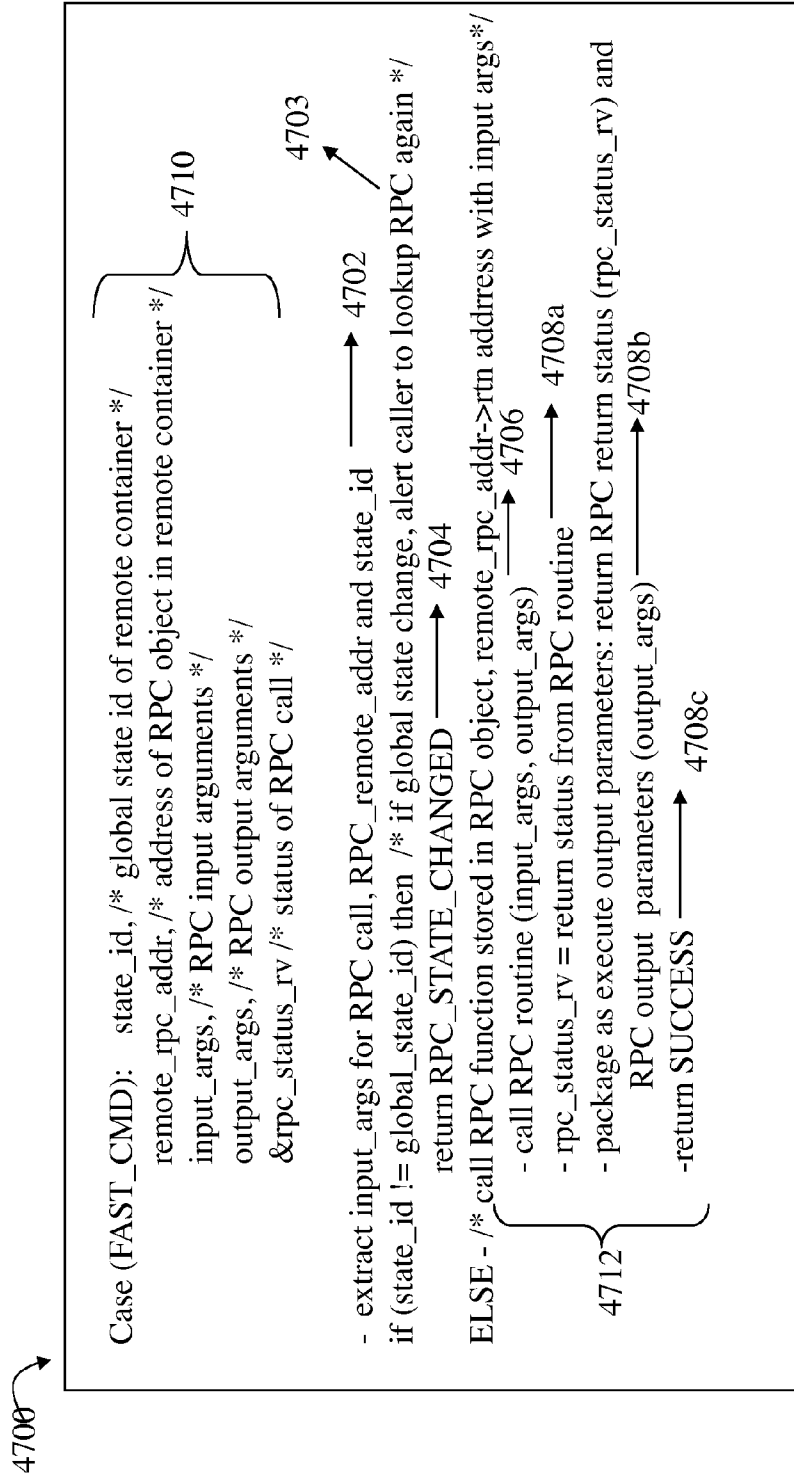 4700
Case (FAST_CMD): state_id, /* global state id of remote container */
remote_rpc_addr, /* address of RPC object in remote container */
input_args, /* RPC input arguments */
output_args, /* RPC output arguments */
&rpc_status_rv /* status of RPC call */
4710
- extract input_args for RPC call, RPC_remote_addr and state_id 4702
if (state_id != global_state_id) then /* if global state change, alert caller to lookup RPC again */
4703
return RPC_STATE_CHANGED 4704
ELSE - /* call RPC function stored in RPC object, remote_rpc_addr->rtn addrress with input args*/
- call RPC routine (input_args, output_args) 4706
- rpc_status_rv = return status from RPC routine 4708a
- package as execute output parameters: return RPC return status (rpc_status_rv) and
RPC output parameters (output_args) 4708b
-return SUCCESS 4708c
4712